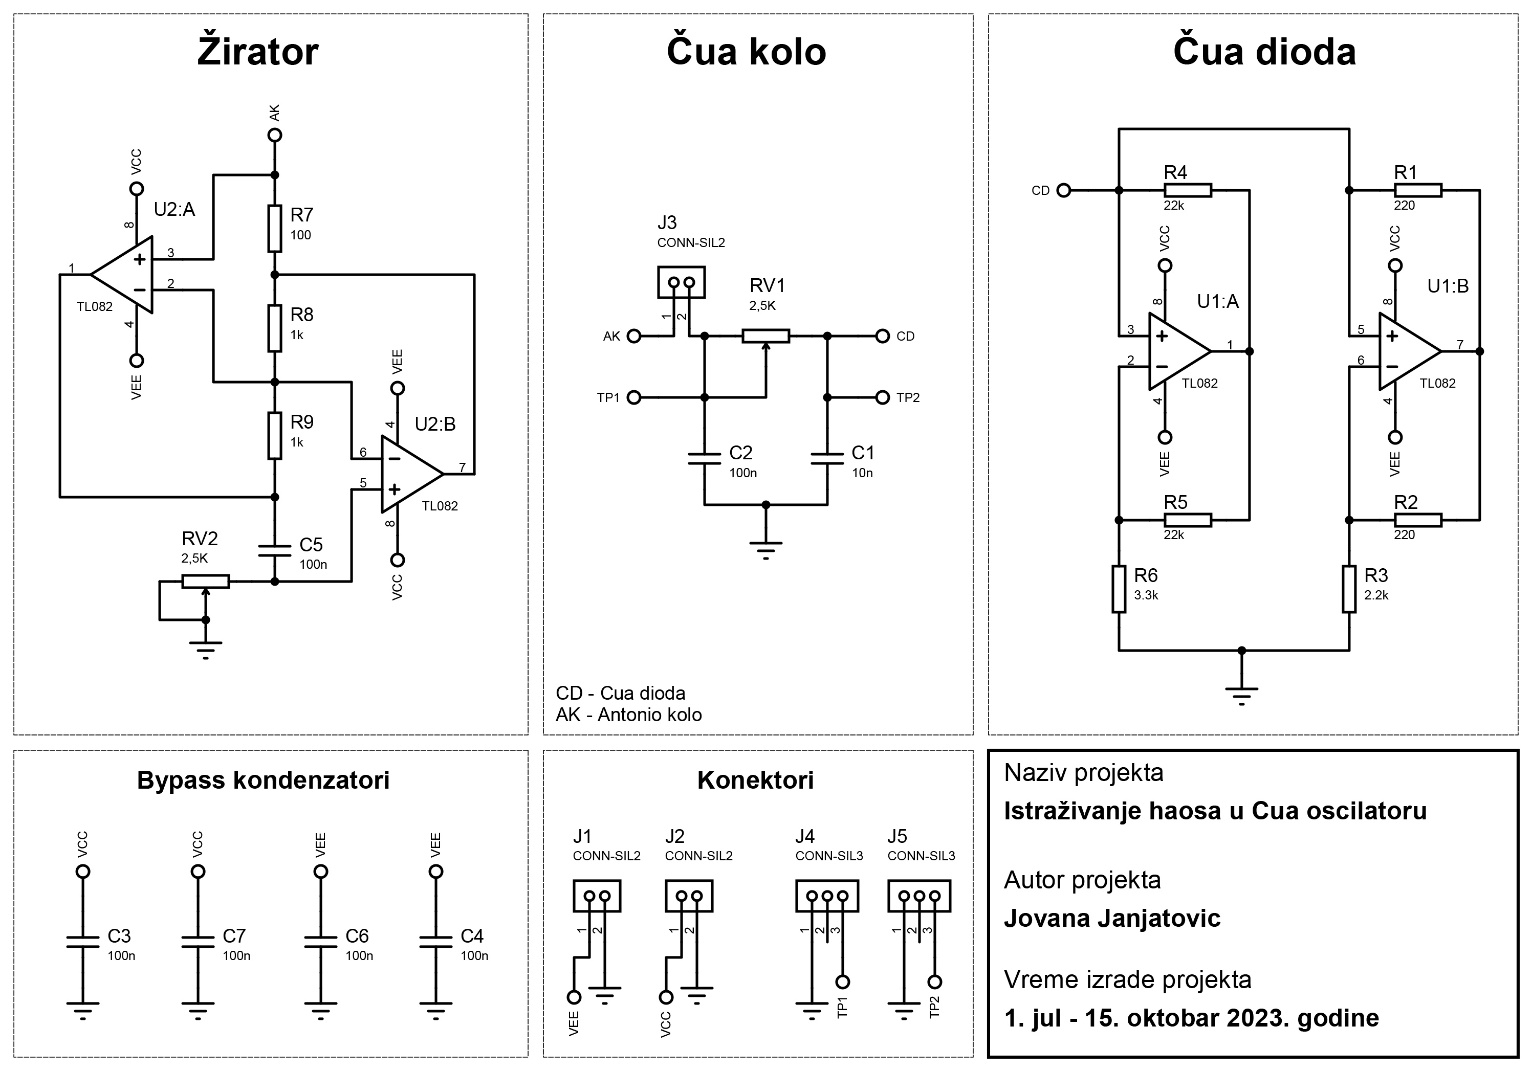 Žirator
AK
VCC
U2:A
8
3
1
2
TL082
4
VEE
R7
100
R8
1k
R9
1k
VEE
4
U2:B
6
7
5
TL082
8
VCC
RV2
2,5K
C5
100n
Čua kolo
J3
CONN-SIL2
1
2
RV1
2,5K
AK
CD
TP1
TP2
C2
100n
C1
10n
CD - Cua dioda
AK - Antonio kolo
Čua dioda
CD
R4
22k
R1
220
VCC
8
U1:A
3
1
2
TL082
4
VEE
VCC
8
U1:B
5
7
6
TL082
4
VEE
R5
22k
R2
220
R6
3.3k
R3
2.2k
Bypass kondenzatori
VCC
VCC
VEE
VEE
C3
100n
C7
100n
C6
100n
C4
100n
Konektori
J1
CONN-SIL2
1
2
VEE
J2
CONN-SIL2
1
2
VCC
J4
CONN-SIL3
1
2
3
TP1
J5
CONN-SIL3
1
2
3
TP2
Naziv projekta
Istraživanje haosa u Cua oscilatoru
Autor projekta
Jovana Janjatovic
Vreme izrade projekta
1. jul - 15. oktobar 2023. godine